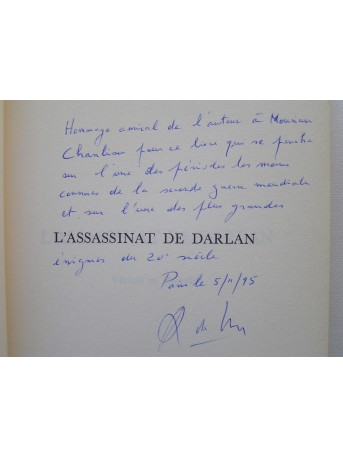 Hommage amical de l'auteur à Monsieur
pour ce livre qui se penche
sur l'une des périodes les moins
connues de la seconde guerre mondiale
et sur l'une des plus grandes
L'ASSASSINAT DE DARLAN
énigmes du 20e siècle
Paris le 5/11/95